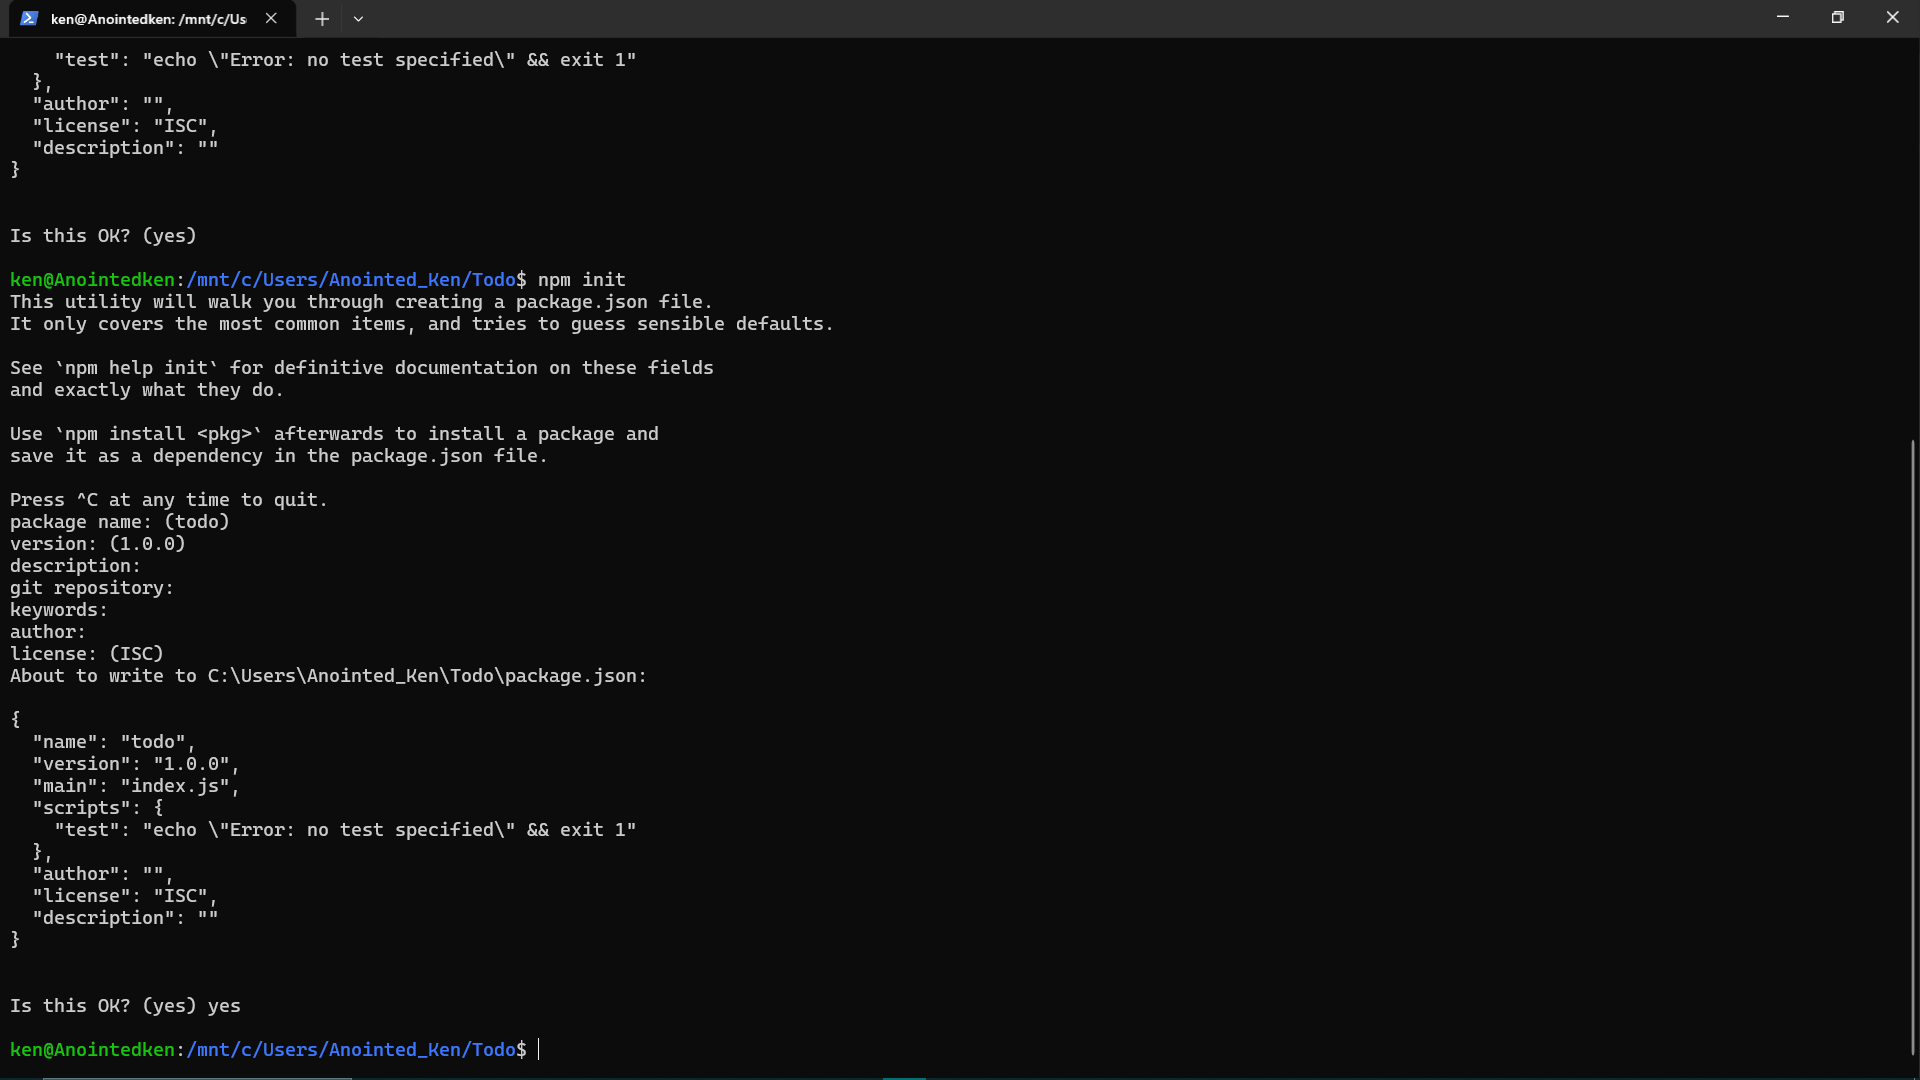 ken@Anointedken: /mnt/c/Us
"test": "echo \"Error: no test specified\" && exit 1"
},
"author": "",
"license": "ISC",
"description": ""
}
Is this OK? (yes)
ken@Anointedken:/mnt/c/Users/Anointed_Ken/Todo$ npm init
This utility will walk you through creating a package.json file.
It only covers the most common items, and tries to guess sensible defaults.
See `npm help init` for definitive documentation on these fields
and exactly what they do.
Use `npm install <pkg>` afterwards to install a package and
save it as a dependency in the package.json file.
Press ^C at any time to quit.
package name: (todo)
version: (1.0.0)
description:
git repository:
keywords:
author:
license: (ISC)
About to write to C:\Users\Anointed_Ken\Todo\package.json:
{
"name": "todo",
"version": "1.0.0",
"main": "index.js",
"scripts": {
"test": "echo \"Error: no test specified\" && exit 1"
},
"author": "",
"license": "ISC",
"description": ""
}
Is this OK? (yes) yes
ken@Anointedken:/mnt/c/Users/Anointed_Ken/Todo$